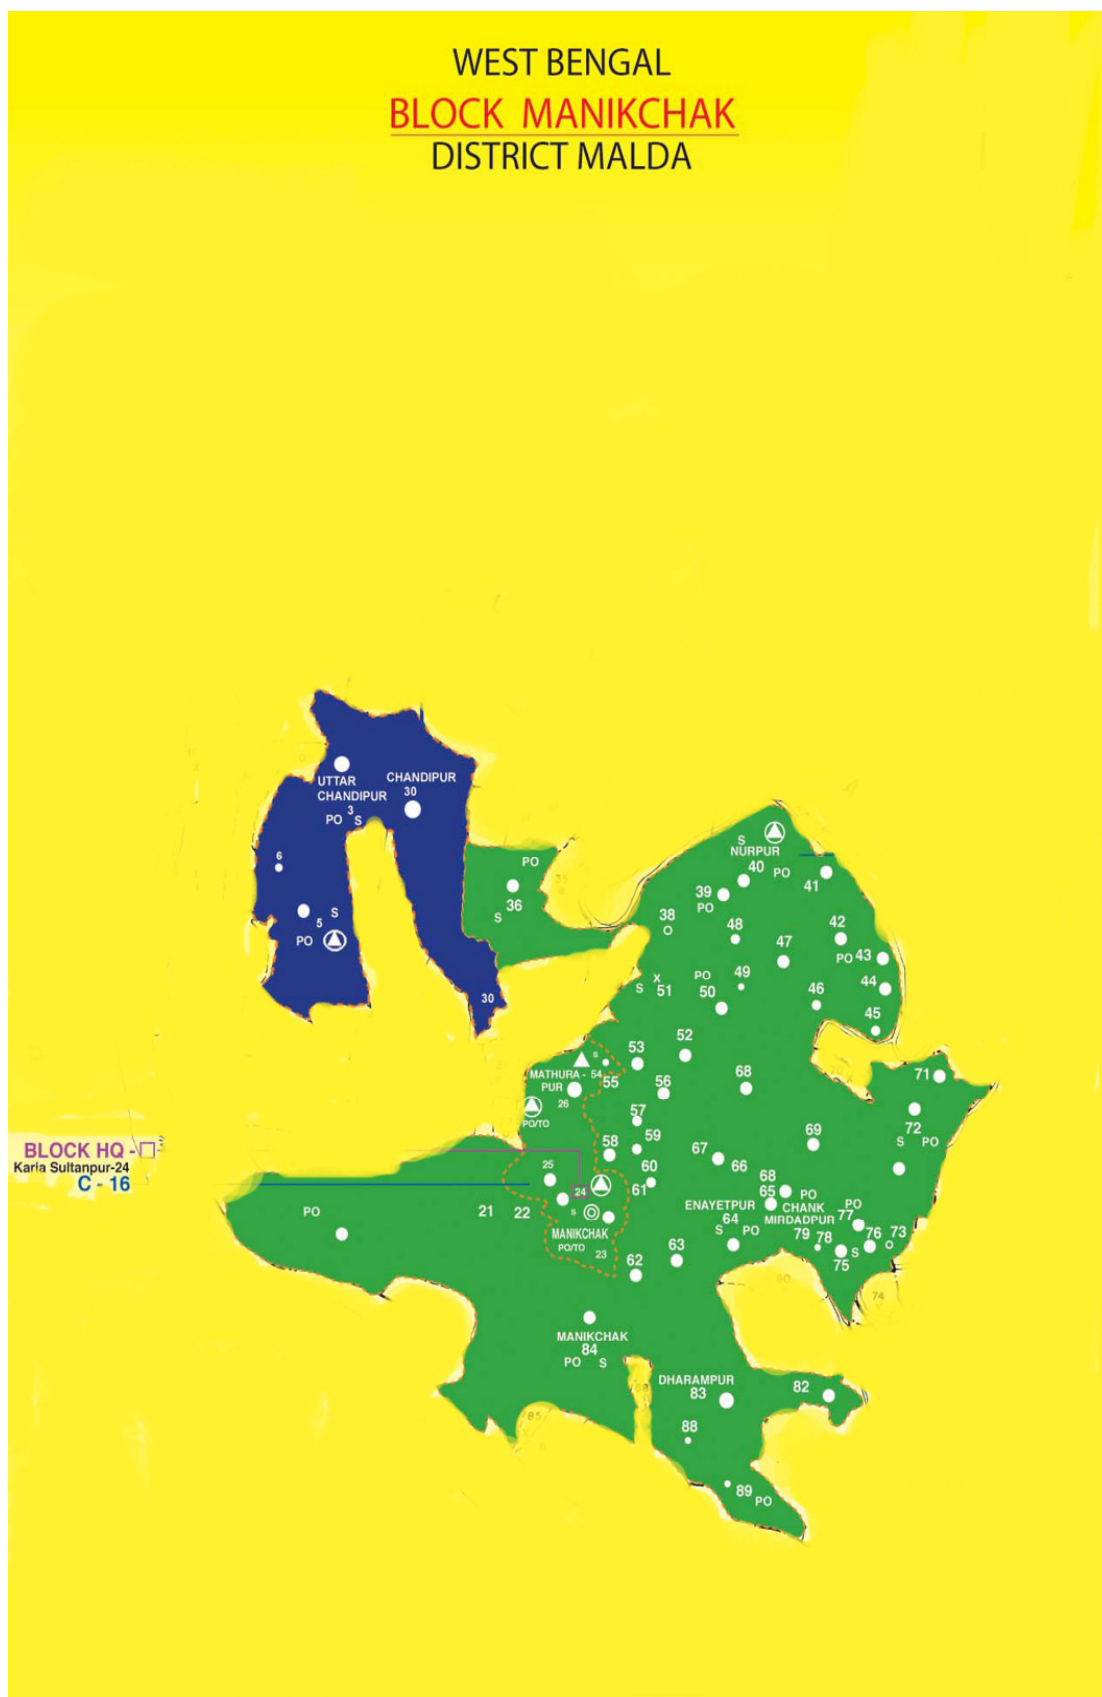 WEST BENGAL
BLOCK MANIKCHAK
DISTRICT MALDA
UTTAR
CHANDIPUR
3
PO S
CHANDIPUR
30
6
5 S
PO
30
PO
36
S
S
NURPUR
40 PO
41
39
PO
38
48
47
42
PO 43
44
45
46
49
PO
50
X
S 51
52
53
S
MATHURA - 54
PUR
26
55
PO/TO
56
57
58
59
60
61
68
67
66
69
71
72
S PO
BLOCK HQ -
Karia Sultanpur-24
C - 16
25
24
S
21 22
PO
MANIKCHAK
PO/TO 23
62
63
ENAYETPUR
64
S PO
68
65 PO
CHANK
MIRDADPUR
PO
77
79 78
75
S
76 73
80
74
MANIKCHAK
84
PO S
DHARAMPUR
83
82
88
89 PO
85